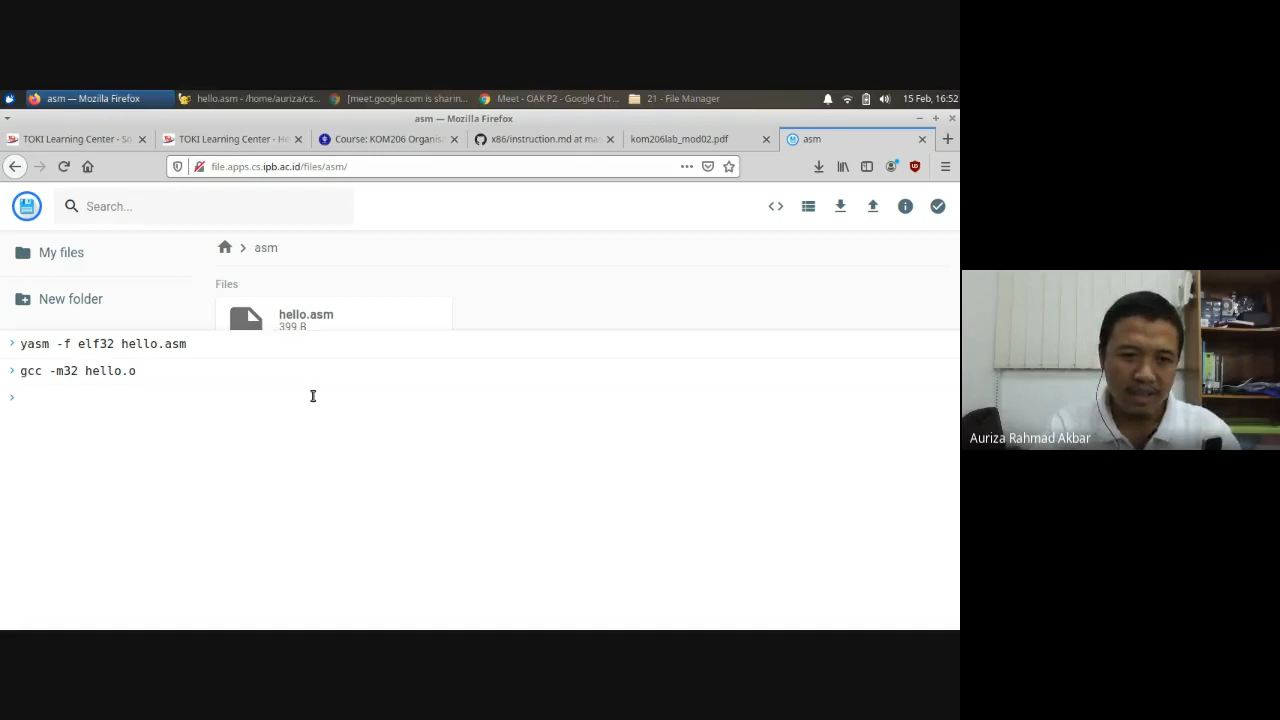 asm — Mozilla Firefox
hello.asm - /home/auriza/cs...
[meet.google.com is sharin...
Meet - OAK P2 - Google Chr...
21 - File Manager
15 Feb, 16:52
asm — Mozilla Firefox
TOKI Learning Center - So
TOKI Learning Center - He
Course: KOM206 Organis
x86/instruction.md at mas
kom206lab_mod02.pdf
asm
file.apps.cs.ipb.ac.id/files/asm/
Search...
My files
asm
Files
New folder
hello.asm
399 B
yasm -f elf32 hello.asm
gcc -m32 hello.o
Auriza Rahmad Akbar